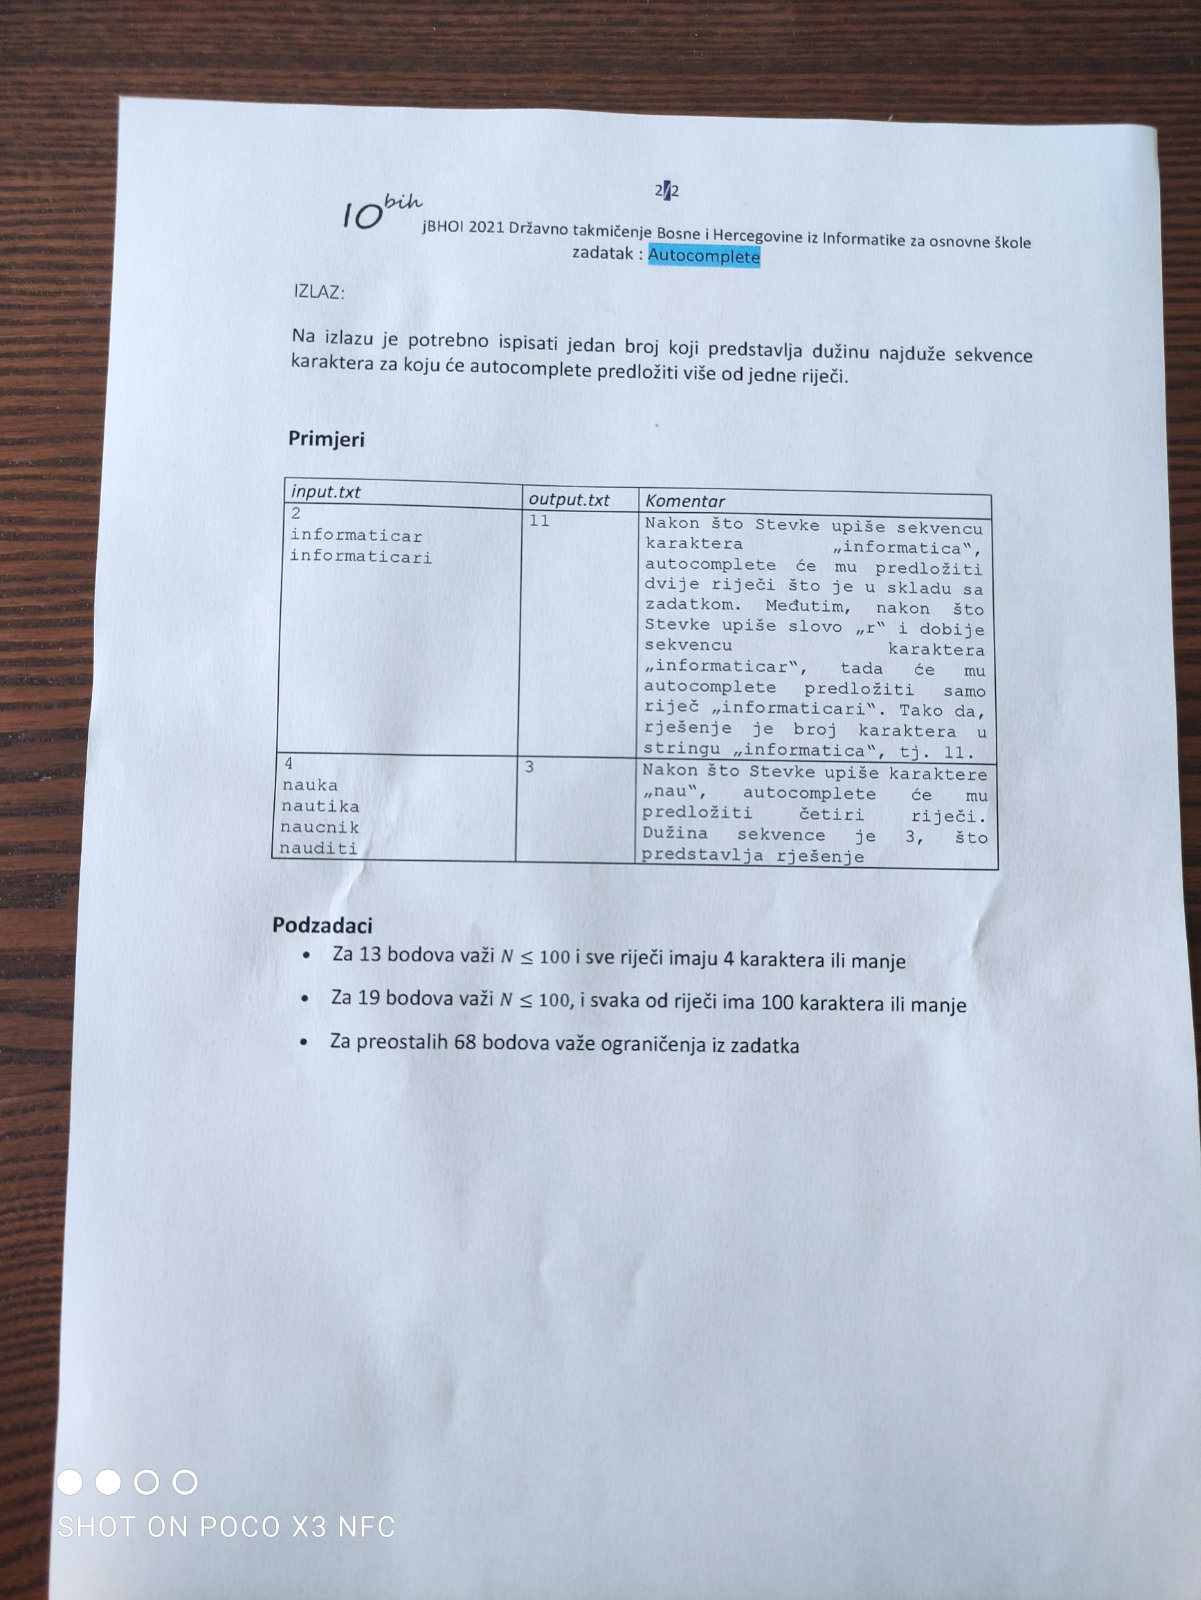 2/2
IO bih
jBHOI 2021 Državno takmičenje Bosne i Hercegovine iz Informatike za osnovne škole
zadatak : Autocomplete
IZLAZ:
Na izlazu je potrebno ispisati jedan broj koji predstavlja dužinu najduže sekvence
karaktera za koju će autocomplete predložiti više od jedne riječi.
Primjeri
input.txt output.txt Komentar
2
informaticar
informaticari
11
Nakon što Stevke upiše sekvencu
karaktera „informatica“,
autocomplete će mu predložiti
dvije riječi što je u skladu sa
zadatkom. Međutim, nakon što
Stevke upiše slovo „r“ i dobije
sekvencu karaktera
„informaticar“, tada će mu
autocomplete predložiti samo
riječ „informaticari“. Tako da,
rješenje je broj karaktera u
stringu „informatica“, tj. 11.
4
nauka
nautika
naucnik
nauditi
3
Nakon što Stevke upiše karaktere
„nau“, autocomplete će mu
predložiti četiri riječi.
Dužina sekvence je 3, što
predstavlja rješenje
Podzadaci
• Za 13 bodova važi N ≤ 100 i sve riječi imaju 4 karaktera ili manje
• Za 19 bodova važi N ≤ 100, i svaka od riječi ima 100 karaktera ili manje
• Za preostalih 68 bodova važe ograničenja iz zadatka
SHOT ON POCO X3 NFC